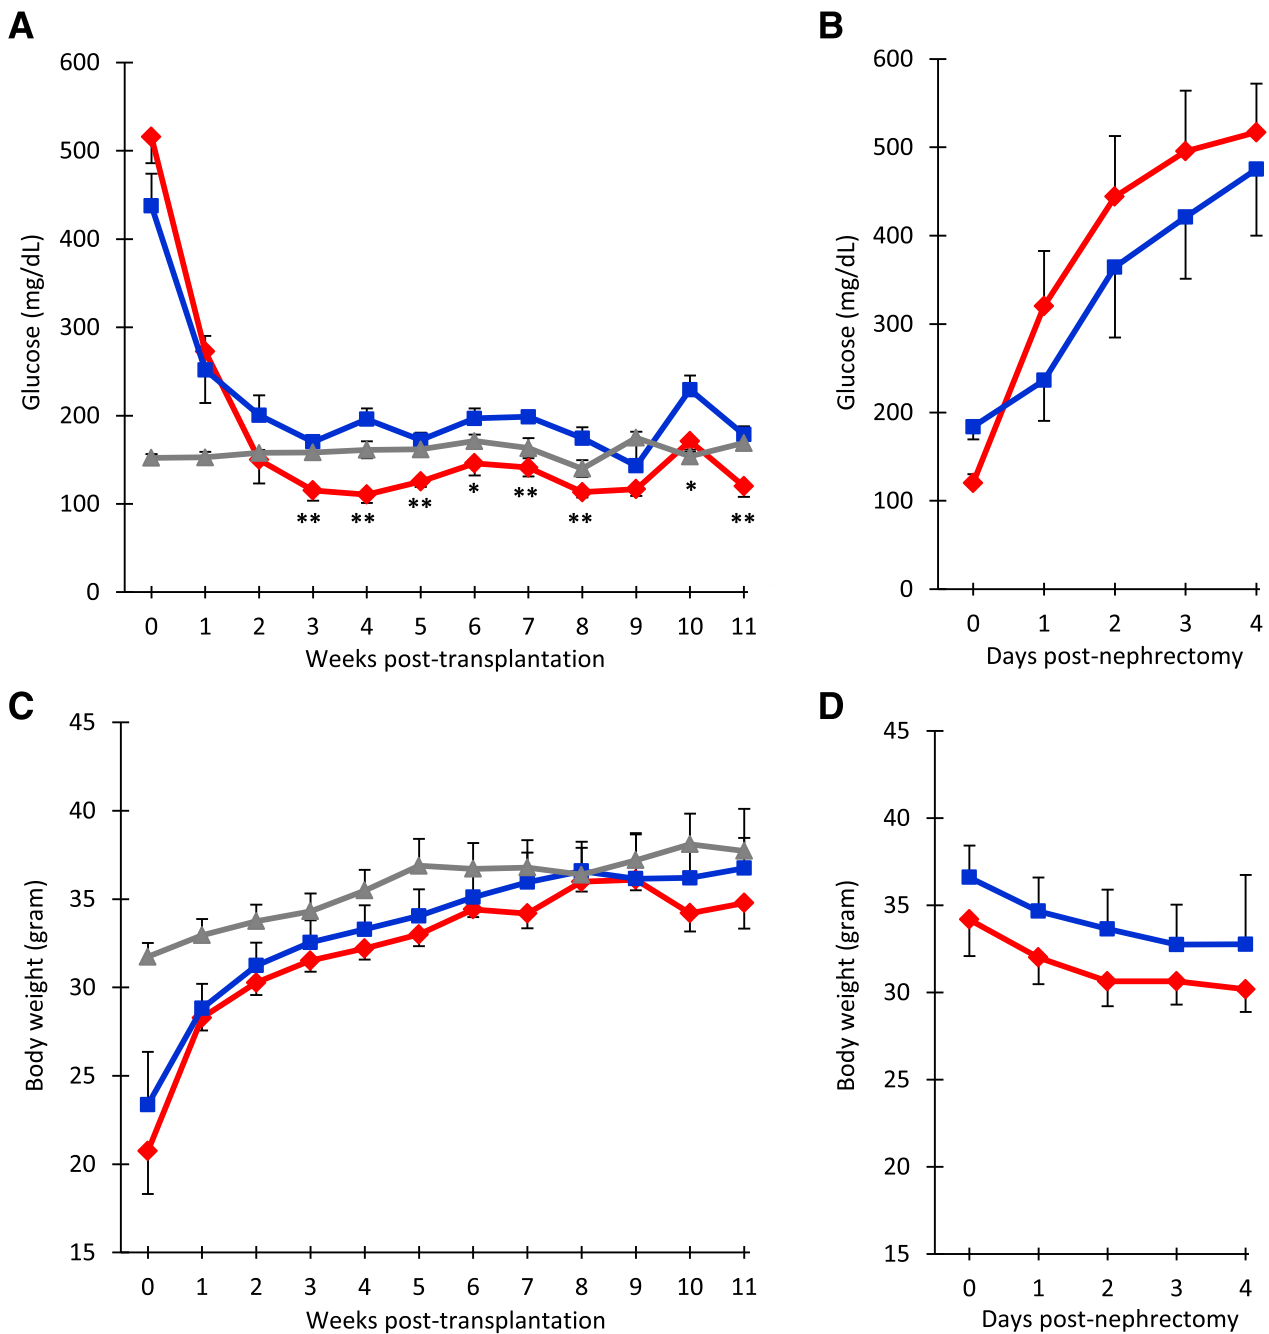 A
600
500
400
300
200
100
0
Glucose (mg/dL)
** ** ** * ** ** * **
0 1 2 3 4 5 6 7 8 9 10 11
Weeks post-transplantation
B
600
500
400
300
200
100
0
Glucose (mg/dL)
0 1 2 3 4
Days post-nephrectomy
C
45
40
35
30
25
20
15
Body weight (gram)
0 1 2 3 4 5 6 7 8 9 10 11
Weeks post-transplantation
D
45
40
35
30
25
20
15
Body weight (gram)
0 1 2 3 4
Days post-nephrectomy